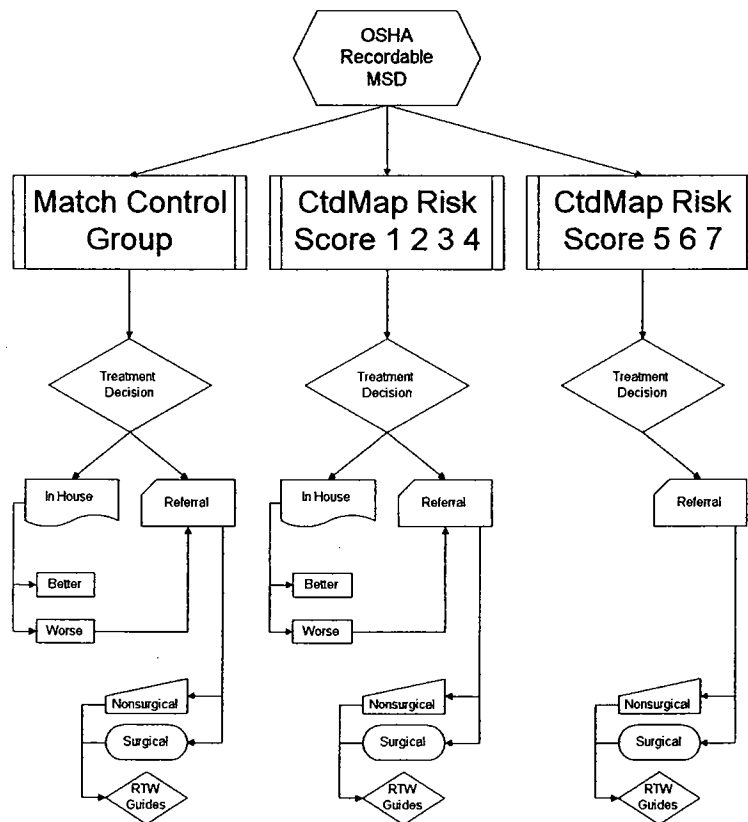 OSHA
Recordable
MSD
Match Control
Group
CtdMap Risk
Score 1 2 3 4
CtdMap Risk
Score 5 6 7
Treatment
Decision
Treatment
Decision
Treatment
Decision
In House
Referral
In House
Referral
Referral
Better
Better
Worse
Worse
Nonsurgical
Nonsurgical
Nonsurgical
Surgical
Surgical
Surgical
RTW
Guides
RTW
Guides
RTW
Guides